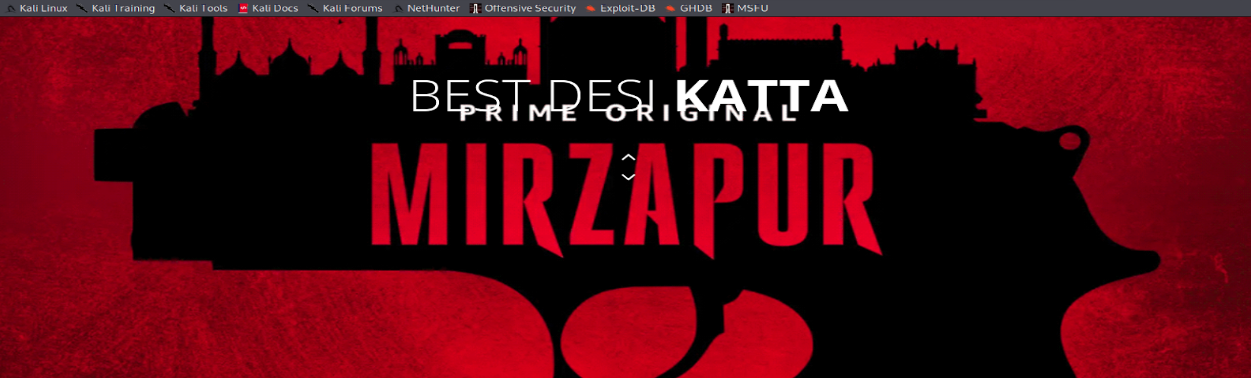 Kali Linux Kali Training Kali Tools Kali Docs Kali Forums NetHunter Offensive Security Exploit-DB GHDB MSFU
BEST DESI KATTA
PRIME ORIGINAL
MIRZAPUR